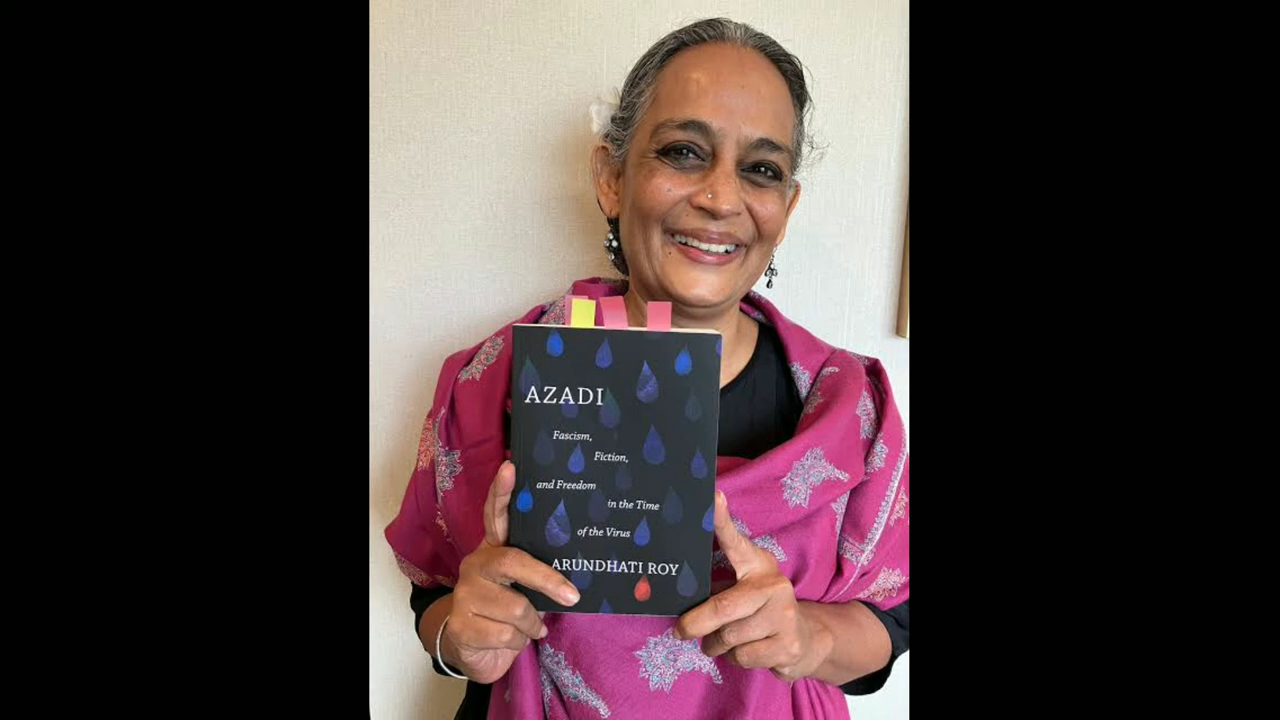 AZADI
Fascism,
Fiction,
and Freedom
in the Time
of the Virus
ARUNDHATI ROY